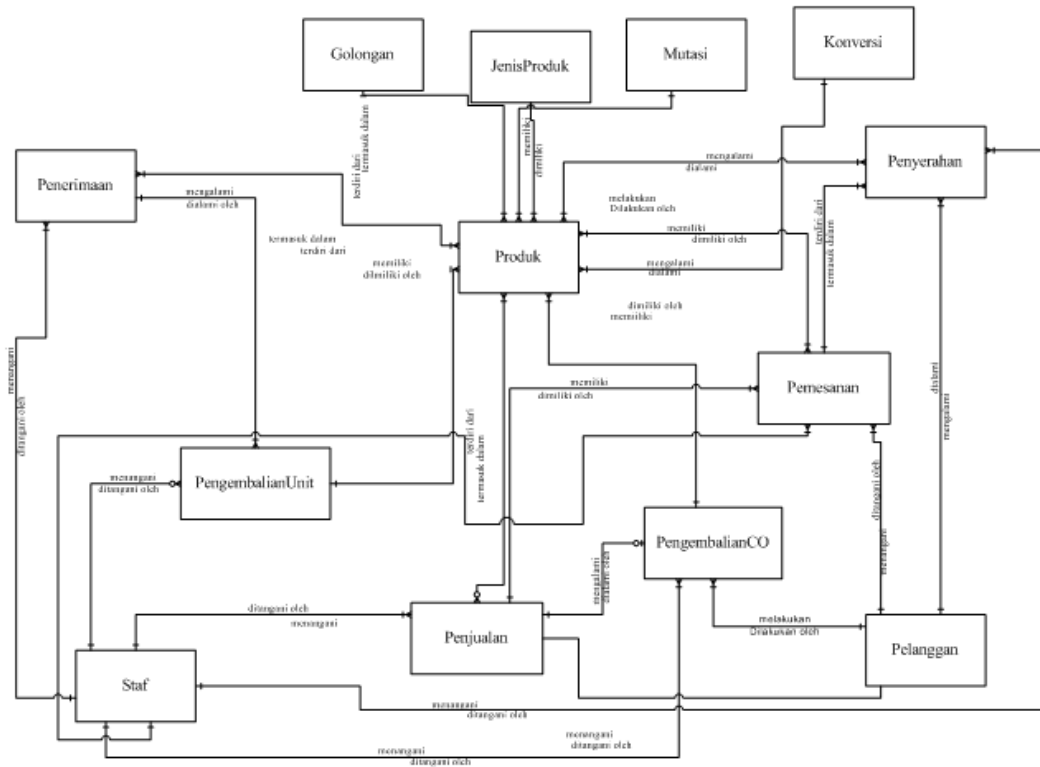 Konversi
Golongan
JenisProduk
Mutasi
memiliki
dimiliki
terdiri dari
termasuk dalam
Penerimaan
mengalami
dialami oleh
mengalami
dialami
Penyerahan
melakukan
Dilakukan oleh
terdiri dari
termasuk dalam
memiliki
dimiliki oleh
termasuk dalam
terdiri dari
Produk
memiliki
dilmiliki oleh
mengalami
dialami
dimiliki oleh
memiliki
menangani
ditangani oleh
memiliki
dimiliki oleh
Pemesanan
dialami
mengalami
terdiri dari
termasuk dalam
menangani
ditangani oleh
PengembalianUnit
ditangani oleh
menangani
PengembalianCO
mengalami
dialami oleh
ditangani oleh
menangani
Penjualan
melakukan
Dilakukan oleh
Pelanggan
Staf
menangani
ditangani oleh
menangani
ditangani oleh
menangani
ditangani oleh